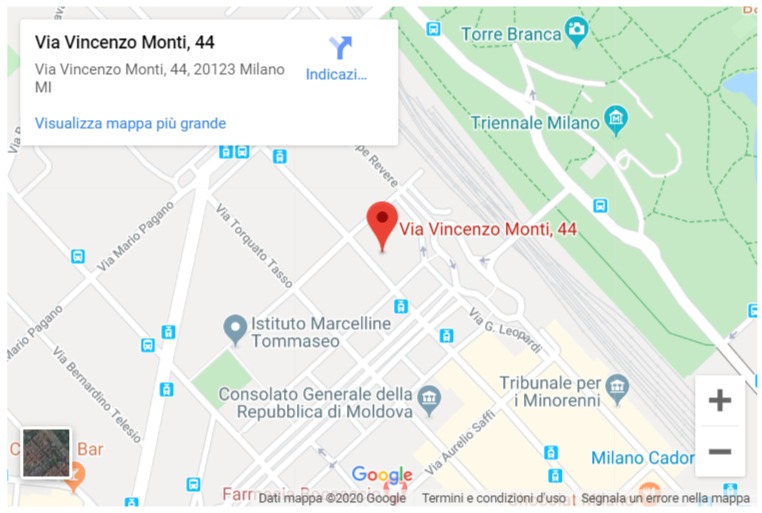 Via Vincenzo Monti, 44
Via Vincenzo Monti, 44, 20123 Milano
MI
Indicazi...
Visualizza mappa più grande
Torre Branca
Triennale Milano
Revere
Via Vincenzo Monti, 44
Via Mario Pagano
Via Torquato Tasso
Istituto Marcelline
Tommaseo
Via G. Leopardi
Mario Pagano
Via Bernardino Telesio
Consolato Generale della
Repubblica di Moldova
Tribunale per
i Minorenni
Via Aurelio Saffi
Bar
Milano Cador
Google
Dati mappa ©2020 Google
Termini e condizioni d'uso
Segnala un errore nella mappa